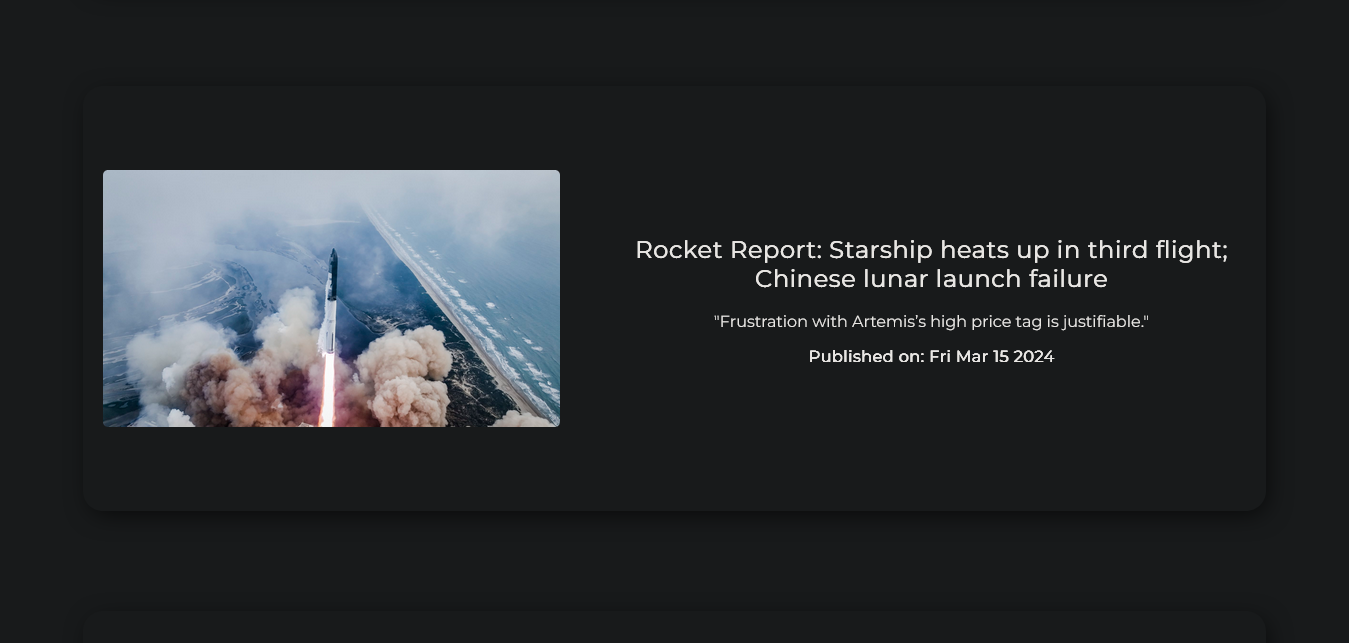 Rocket Report: Starship heats up in third flight;
Chinese lunar launch failure
"Frustration with Artemis’s high price tag is justifiable."
Published on: Fri Mar 15 2024